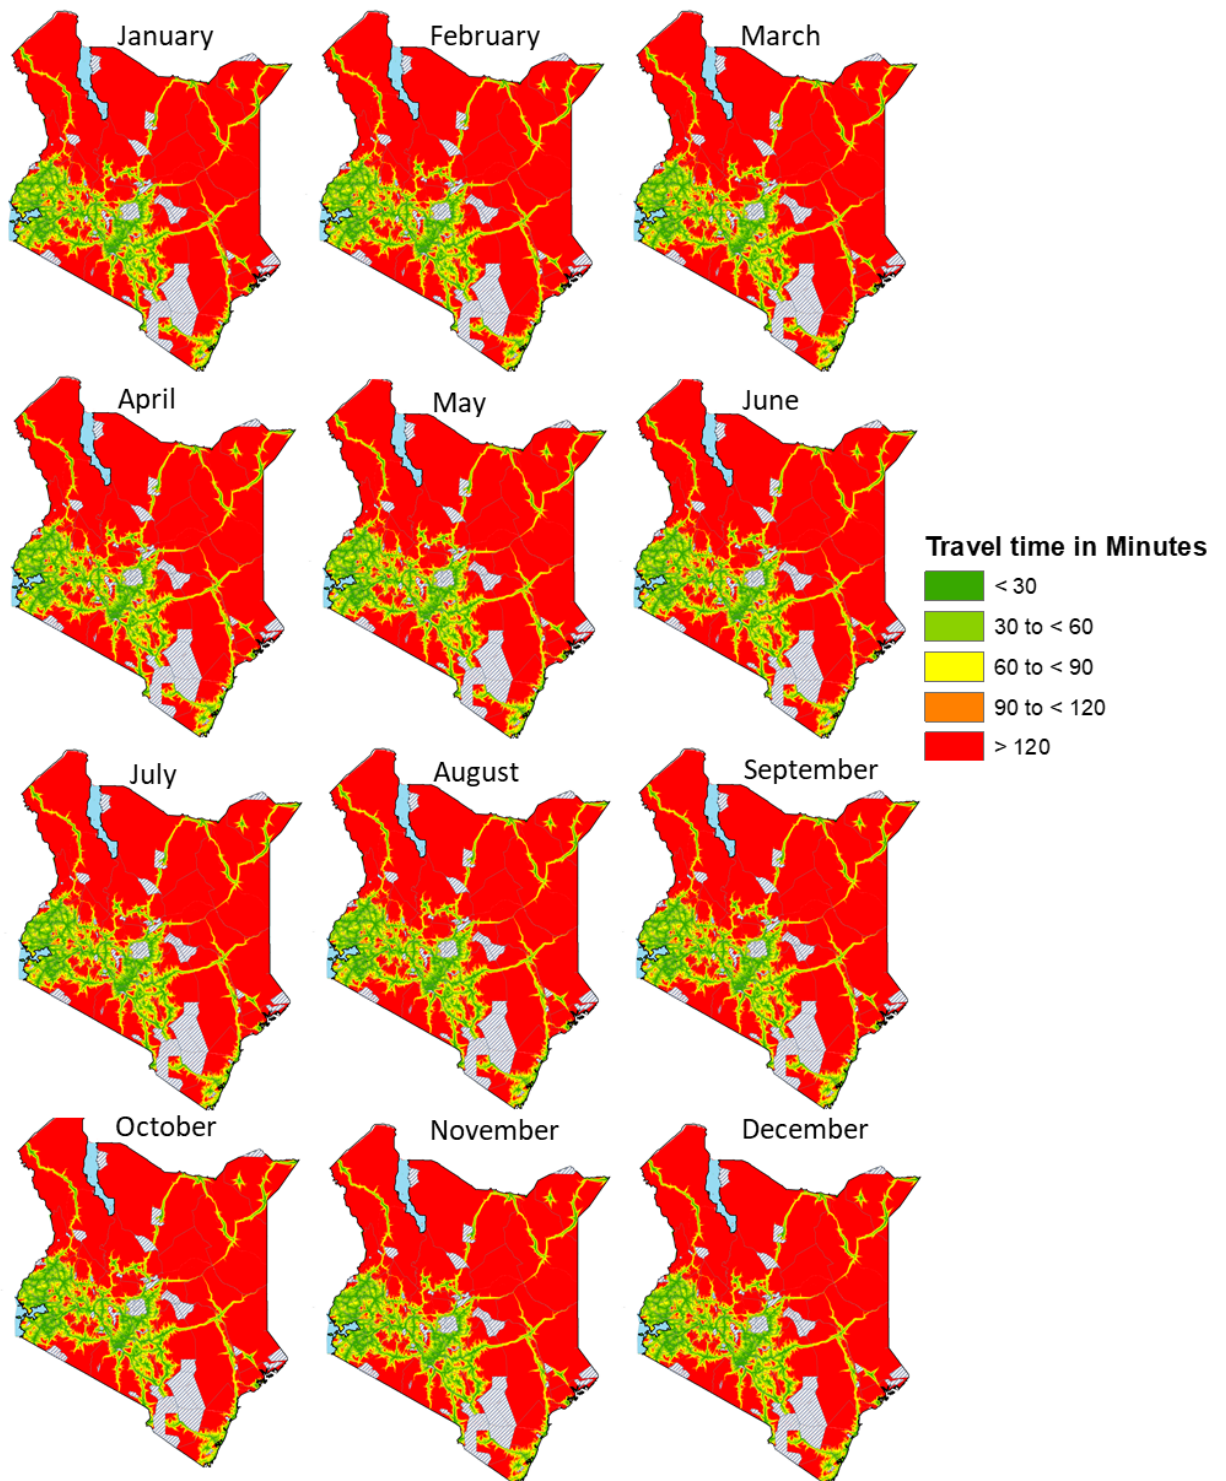 January
February
March
April
May
June
Travel time in Minutes
< 30
30 to < 60
60 to < 90
90 to < 120
> 120
July
August
September
October
November
December